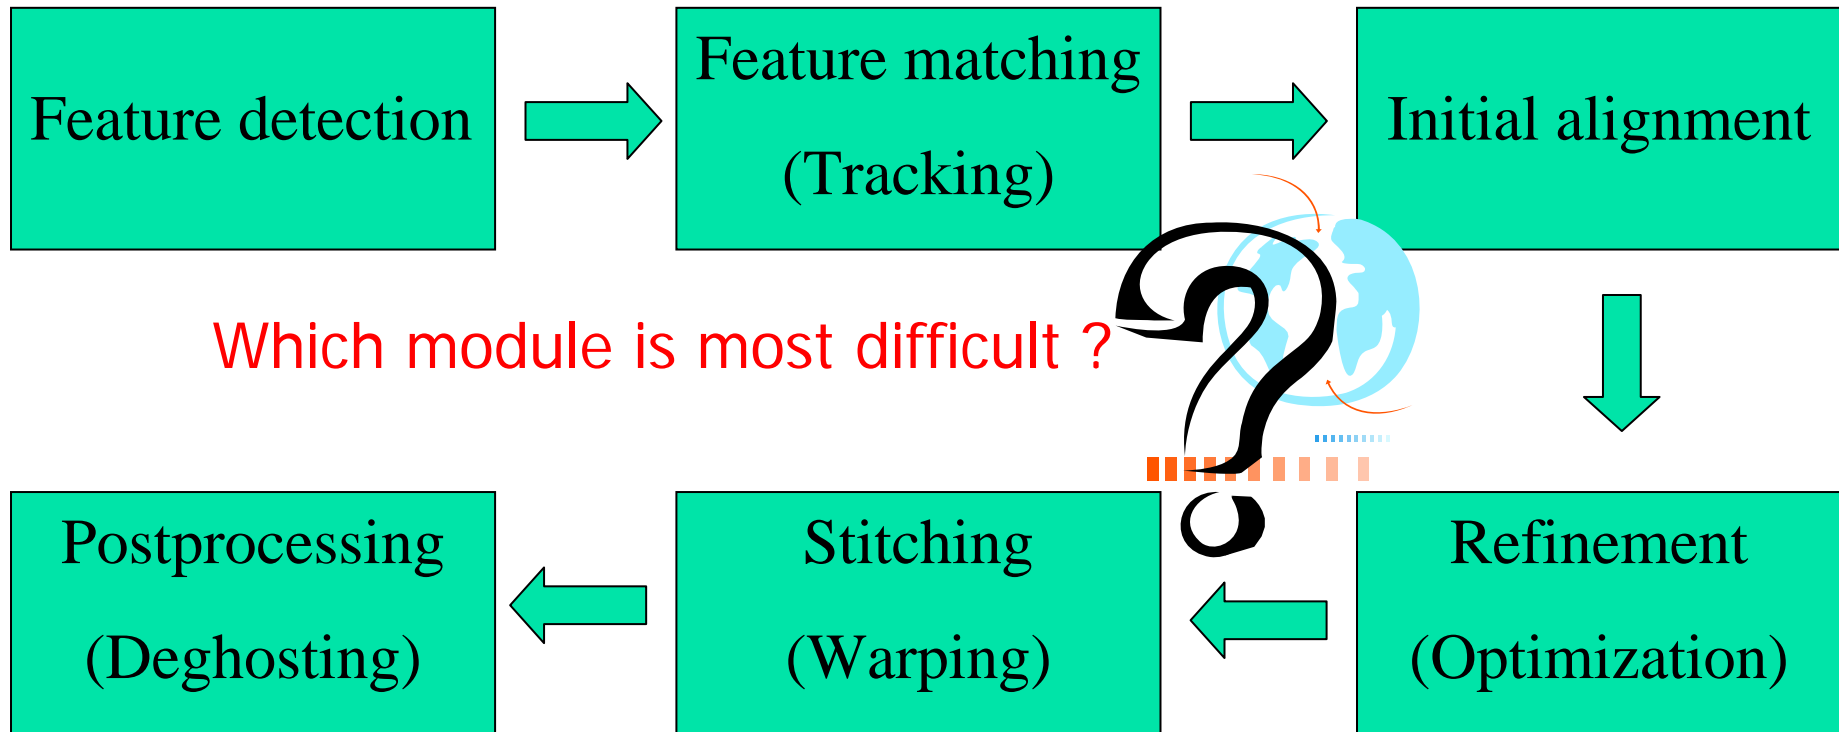 Feature detection
Feature matching
(Tracking)
Initial alignment
Which module is most difficult ?
Postprocessing
(Deghosting)
Stitching
(Warping)
Refinement
(Optimization)